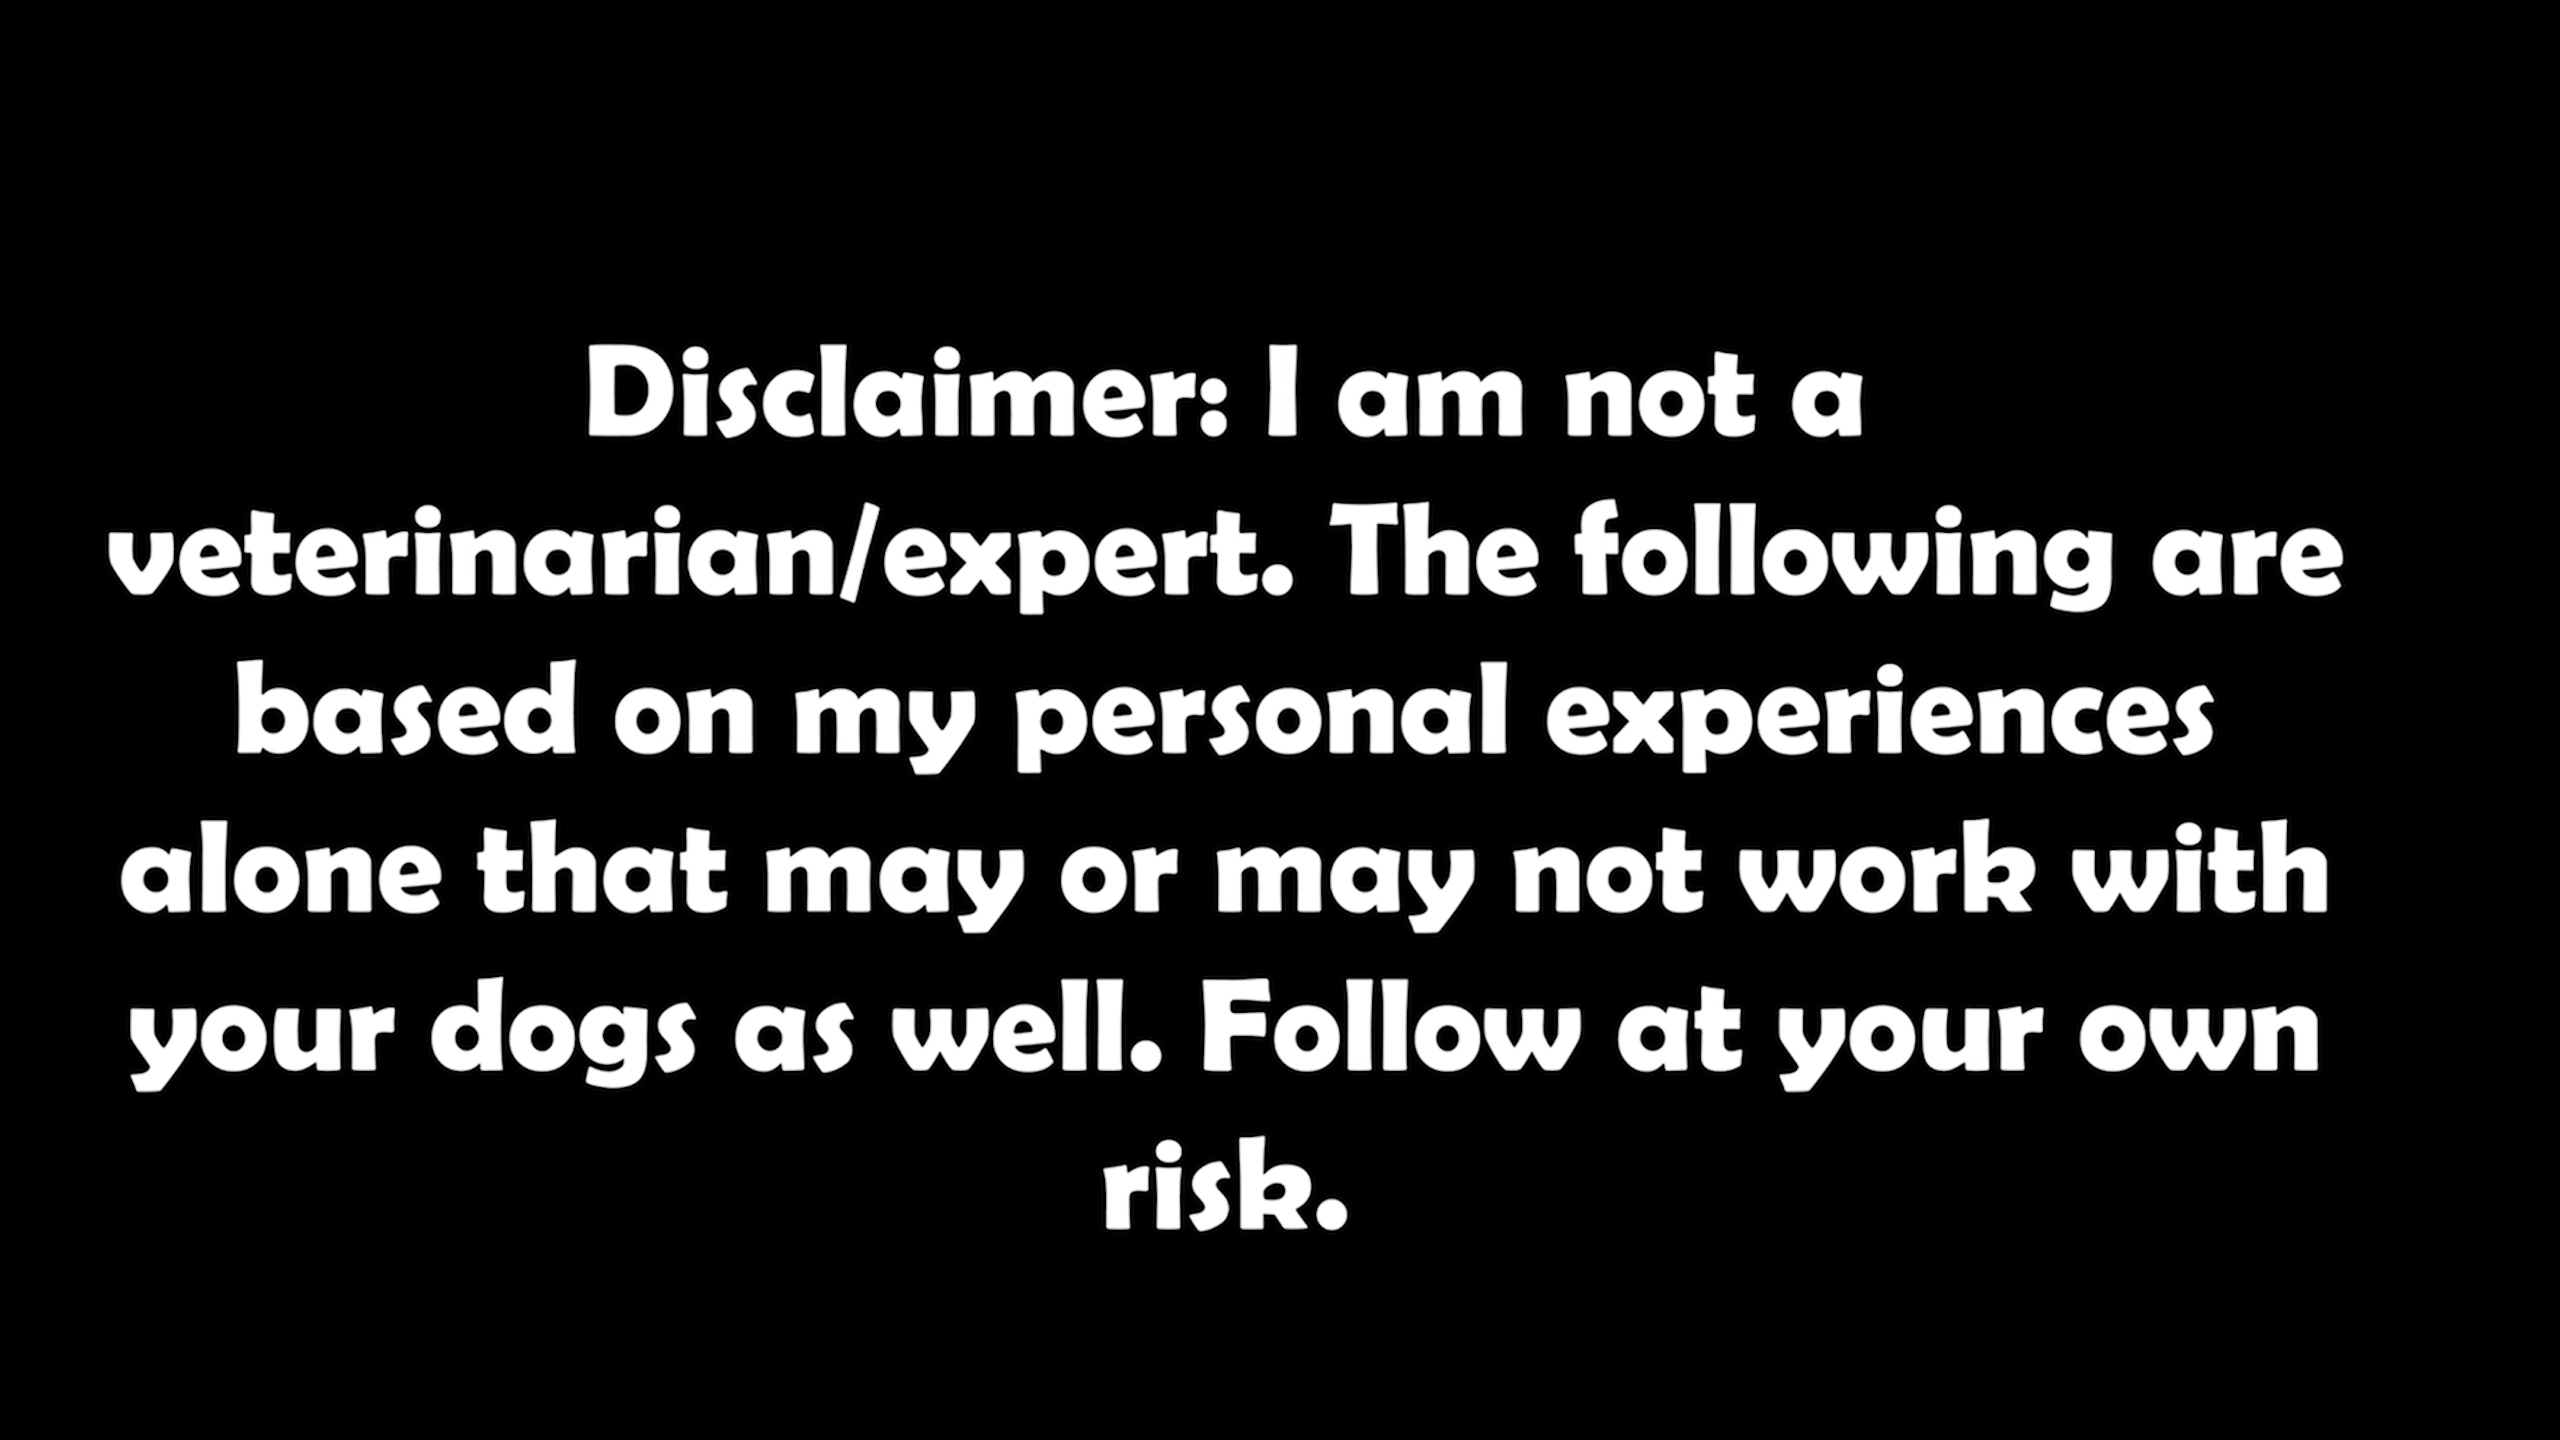 Disclaimer: I am not a
veterinarian/expert. The following are
based on my personal experiences
alone that may or may not work with
your dogs as well. Follow at your own
risk.